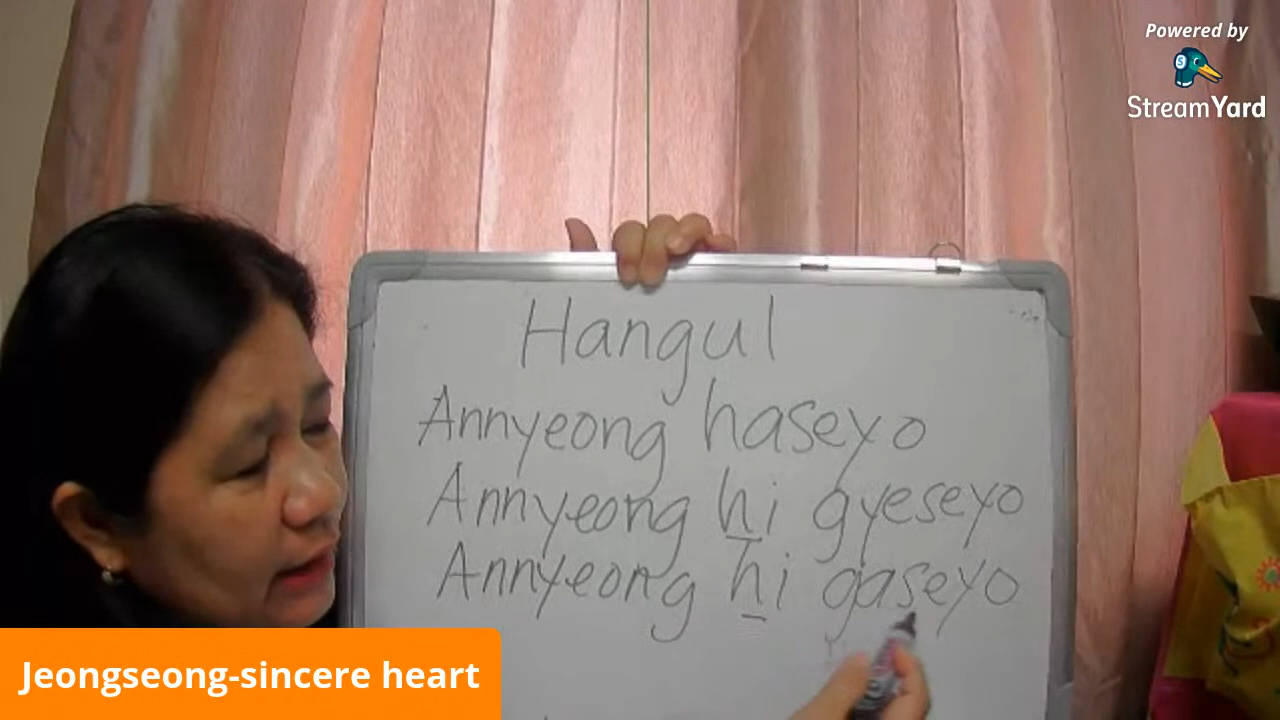 Powered by
StreamYard
Hangul
Annyeong haseyo
Annyeong hi gyeseyo
Annyeong hi gaseyo
Jeongseong-sincere heart